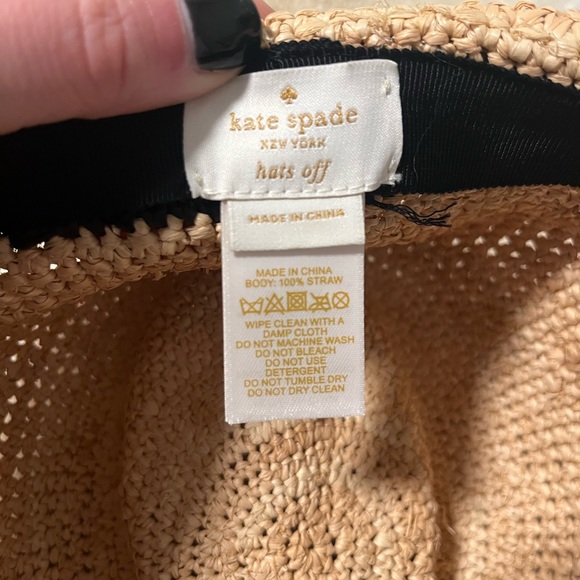 kate spade
NEW YORK
hats off
MADE IN CHINA
MADE IN CHINA
BODY: 100% STRAW
WIPE CLEAN WITH A
DAMP CLOTH
DO NOT MACHINE WASH
DO NOT BLEACH
DO NOT USE
DETERGENT
DO NOT TUMBLE DRY
DO NOT DRY CLEAN